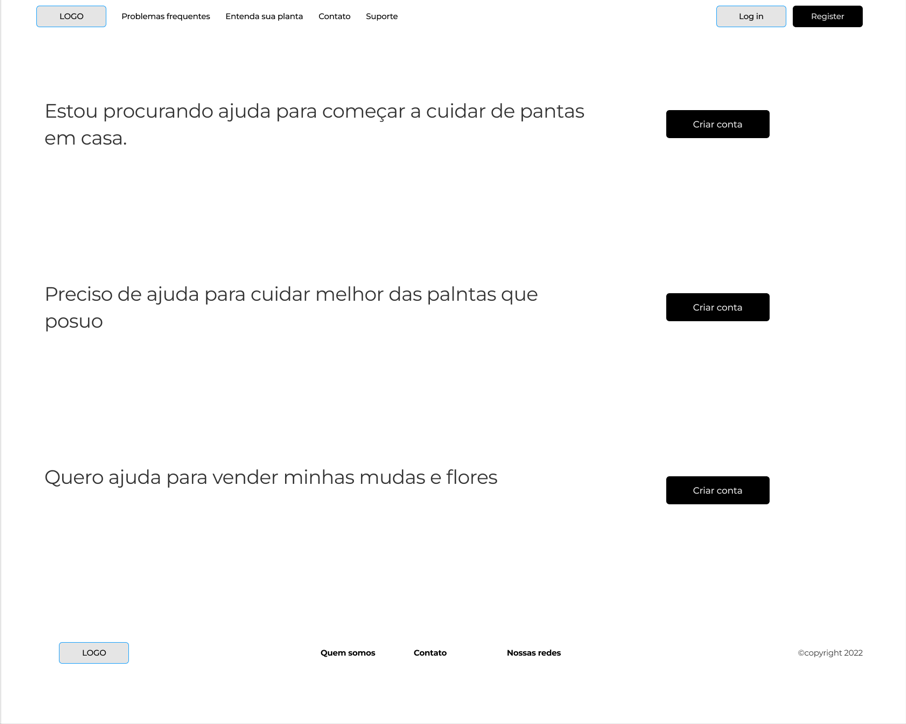 LOGO Problemas frequentes Entenda sua planta Contato Suporte Log in Register
Estou procurando ajuda para começar a cuidar de pantas
em casa.
Criar conta
Preciso de ajuda para cuidar melhor das palntas que
posuo
Criar conta
Quero ajuda para vender minhas mudas e flores
Criar conta
LOGO Quem somos Contato Nossas redes ©copyright 2022